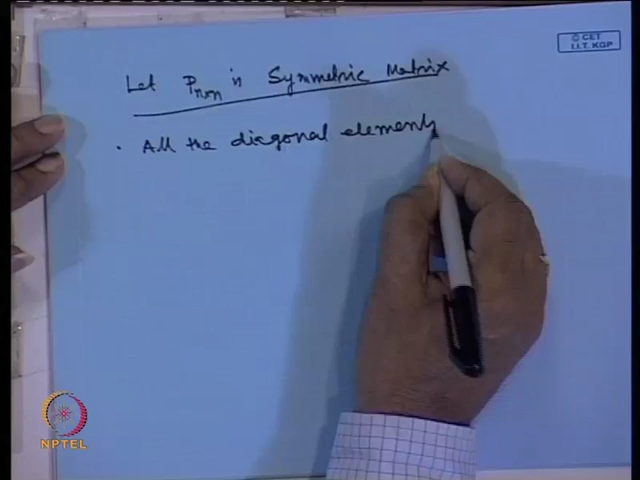 © CET
I.I.T. KGP
Let Pnxn is Symmetric Matrix
. All the diagonal elements
NPTEL